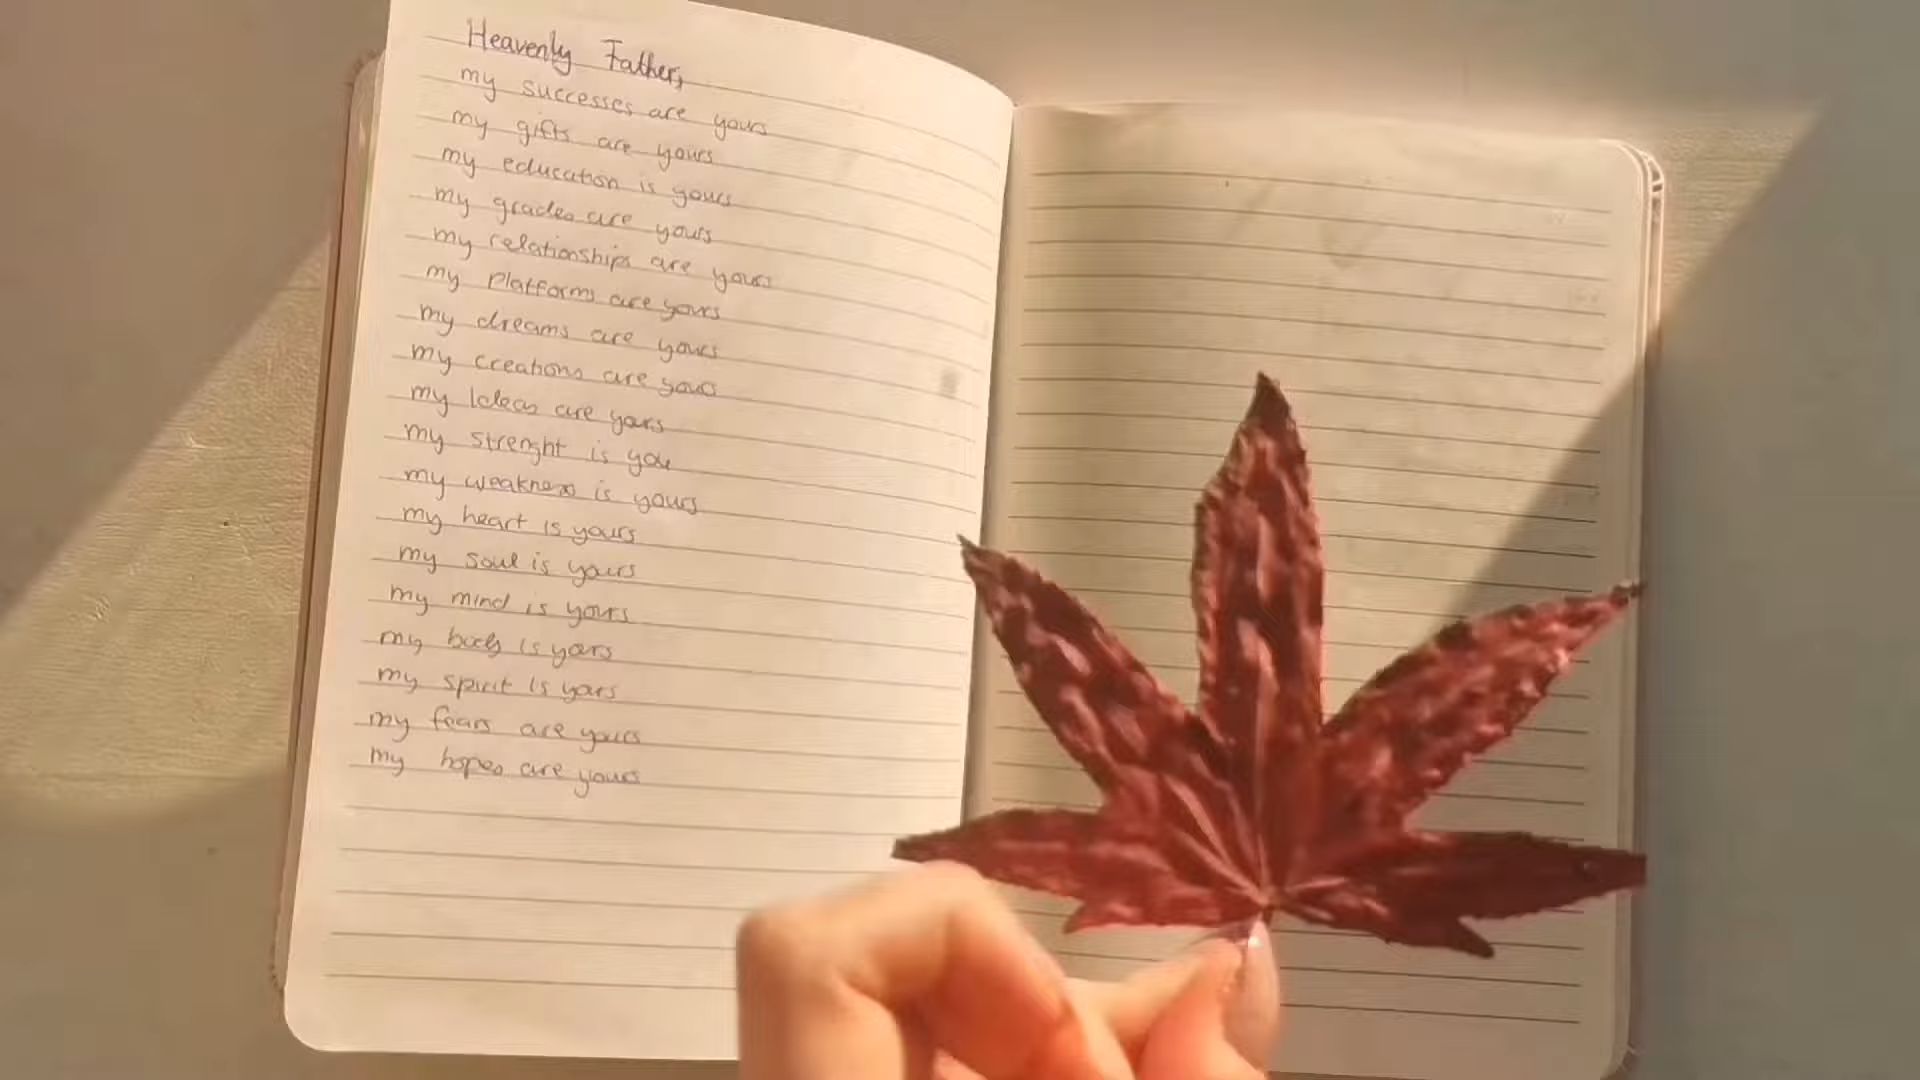 Heavenly Father,
my successes are yours
my gifts are yours
my education is yours
my grades are yours
my relationships are yours
my Platforms are yours
my dreams are yours
my creations are yours
my Ideas are yours
my strenght is you
my weakness is yours
my heart is yours
my soul is yours
my mind is yours
my body is yours
my spirit is yours
my fears are yours
my hopes are yours